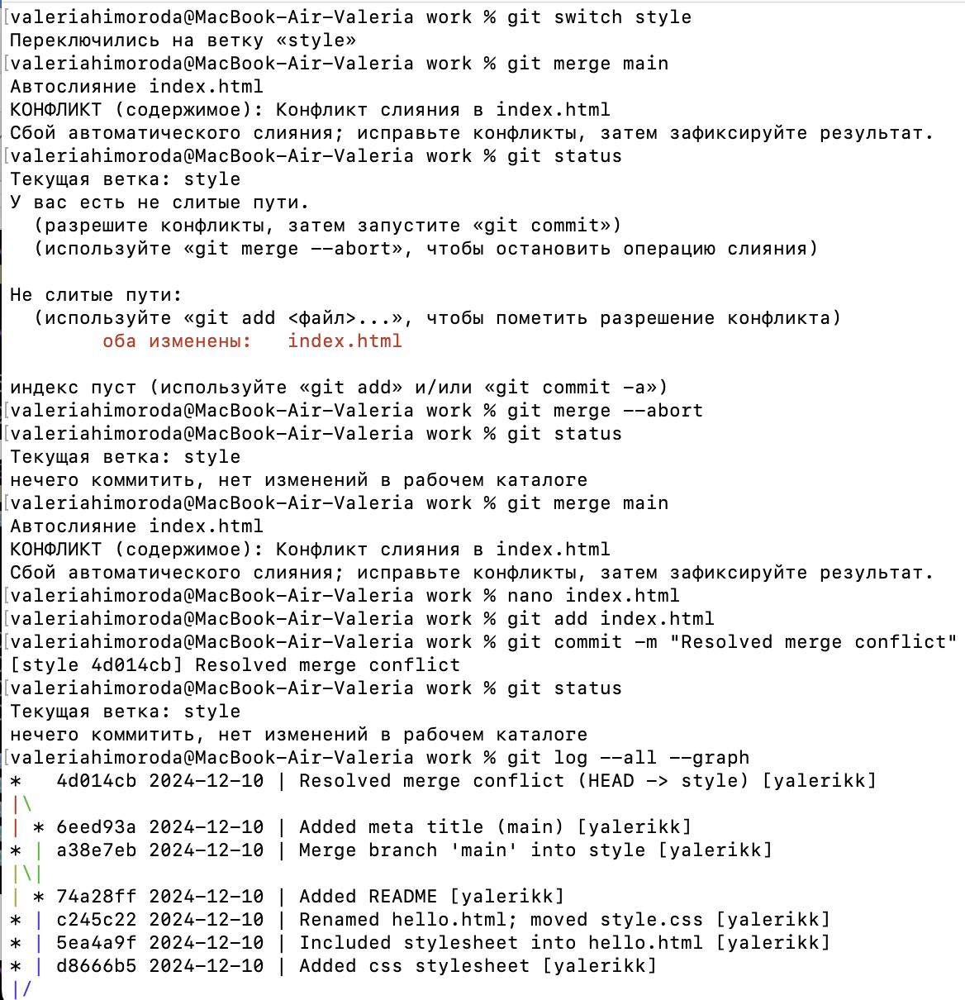 [valeriahimoroda@MacBook-Air-Valeria work % git switch style
Переключились на ветку «style»
[valeriahimoroda@MacBook-Air-Valeria work % git merge main
Автослияние index.html
КОНФЛИКТ (содержимое): Конфликт слияния в index.html
Сбой автоматического слияния; исправьте конфликты, затем зафиксируйте результат.
[valeriahimoroda@MacBook-Air-Valeria work % git status
Текущая ветка: style
У вас есть не слитые пути.
  (разрешите конфликты, затем запустите «git commit»)
  (используйте «git merge --abort», чтобы остановить операцию слияния)

Не слитые пути:
  (используйте «git add <файл>...», чтобы пометить разрешение конфликта)
        оба изменены:   index.html

индекс пуст (используйте «git add» и/или «git commit -a»)
[valeriahimoroda@MacBook-Air-Valeria work % git merge --abort
[valeriahimoroda@MacBook-Air-Valeria work % git status
Текущая ветка: style
нечего коммитить, нет изменений в рабочем каталоге
[valeriahimoroda@MacBook-Air-Valeria work % git merge main
Автослияние index.html
КОНФЛИКТ (содержимое): Конфликт слияния в index.html
Сбой автоматического слияния; исправьте конфликты, затем зафиксируйте результат.
[valeriahimoroda@MacBook-Air-Valeria work % nano index.html
[valeriahimoroda@MacBook-Air-Valeria work % git add index.html
[valeriahimoroda@MacBook-Air-Valeria work % git commit -m "Resolved merge conflict"
[style 4d014cb] Resolved merge conflict
[valeriahimoroda@MacBook-Air-Valeria work % git status
Текущая ветка: style
нечего коммитить, нет изменений в рабочем каталоге
[valeriahimoroda@MacBook-Air-Valeria work % git log --all --graph
*   4d014cb 2024-12-10 | Resolved merge conflict (HEAD -> style) [yalerikk]
|\
| * 6eed93a 2024-12-10 | Added meta title (main) [yalerikk]
* | a38e7eb 2024-12-10 | Merge branch 'main' into style [yalerikk]
|\|
| * 74a28ff 2024-12-10 | Added README [yalerikk]
* | c245c22 2024-12-10 | Renamed hello.html; moved style.css [yalerikk]
* | 5ea4a9f 2024-12-10 | Included stylesheet into hello.html [yalerikk]
* | d8666b5 2024-12-10 | Added css stylesheet [yalerikk]
|/